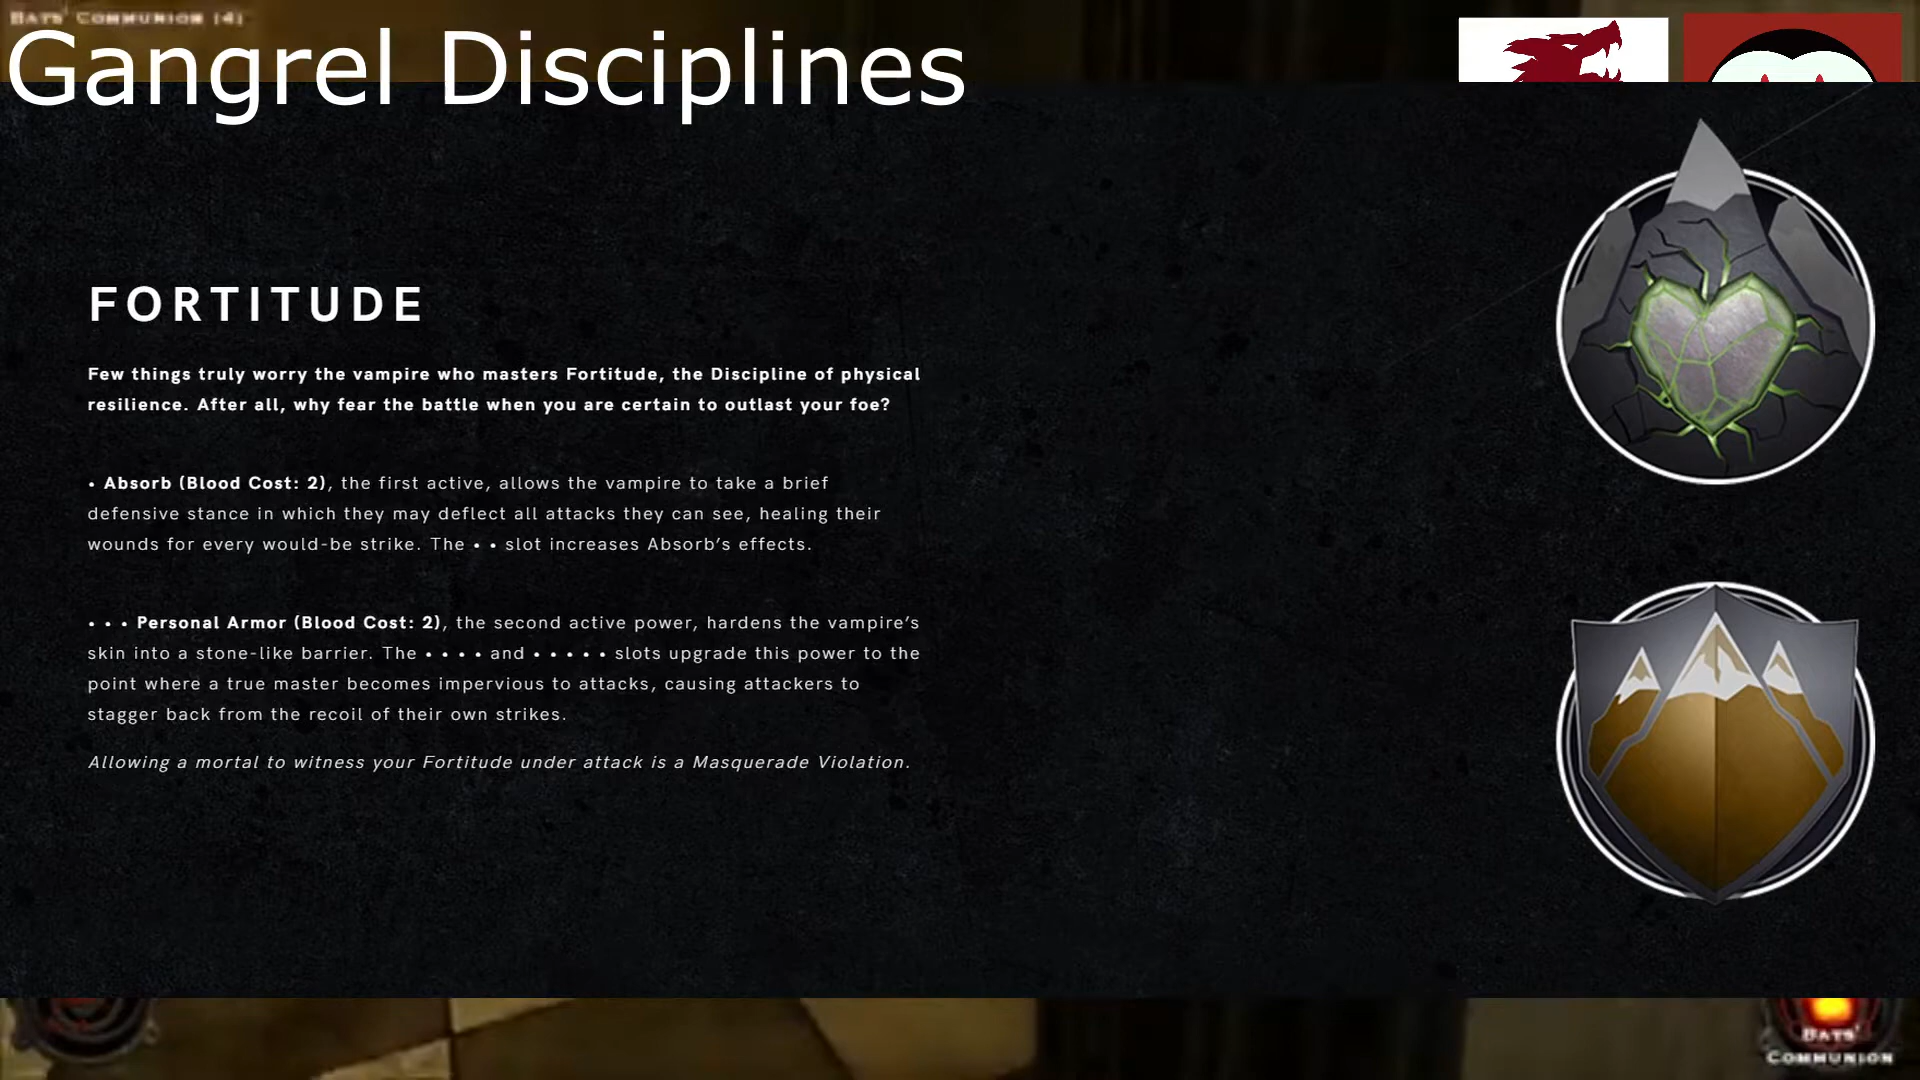 BATS' COMMUNION (4)
Gangrel Disciplines
FORTITUDE
Few things truly worry the vampire who masters Fortitude, the Discipline of physical
resilience. After all, why fear the battle when you are certain to outlast your foe?
• Absorb (Blood Cost: 2), the first active, allows the vampire to take a brief
defensive stance in which they may deflect all attacks they can see, healing their
wounds for every would-be strike. The • • slot increases Absorb’s effects.
• • • Personal Armor (Blood Cost: 2), the second active power, hardens the vampire’s
skin into a stone-like barrier. The • • • • and • • • • • slots upgrade this power to the
point where a true master becomes impervious to attacks, causing attackers to
stagger back from the recoil of their own strikes.
Allowing a mortal to witness your Fortitude under attack is a Masquerade Violation.
BATS'
COMMUNION